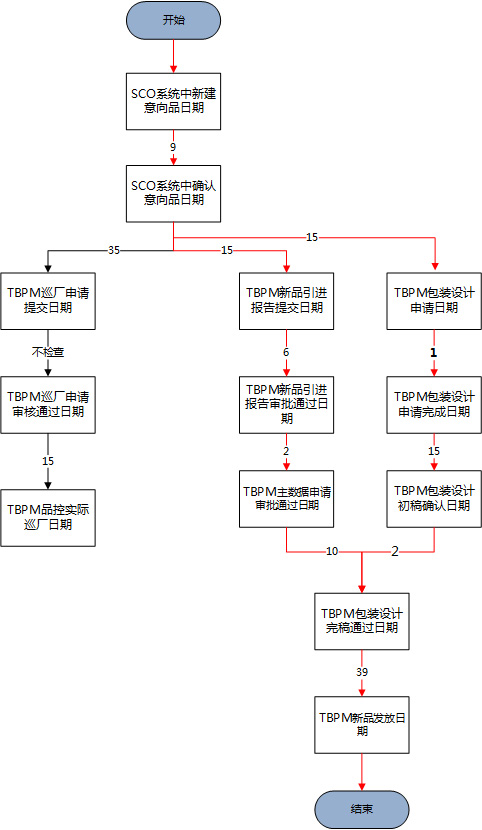 开始
SCO系统中新建
意向品日期
9
SCO系统中确认
意向品日期
35
15
15
TBPM巡厂申请
提交日期
TBPM新品引进
报告提交日期
TBPM包装设计
申请日期
不检查
6
1
TBPM巡厂申请
审核通过日期
TBPM新品引进
报告审批通过日
期
TBPM包装设计
申请完成日期
15
2
15
TBPM品控实际
巡厂日期
TBPM主数据申请
审批通过日期
TBPM包装设计
初稿确认日期
10
2
TBPM包装设计
完稿通过日期
39
TBPM新品发放日
期
结束